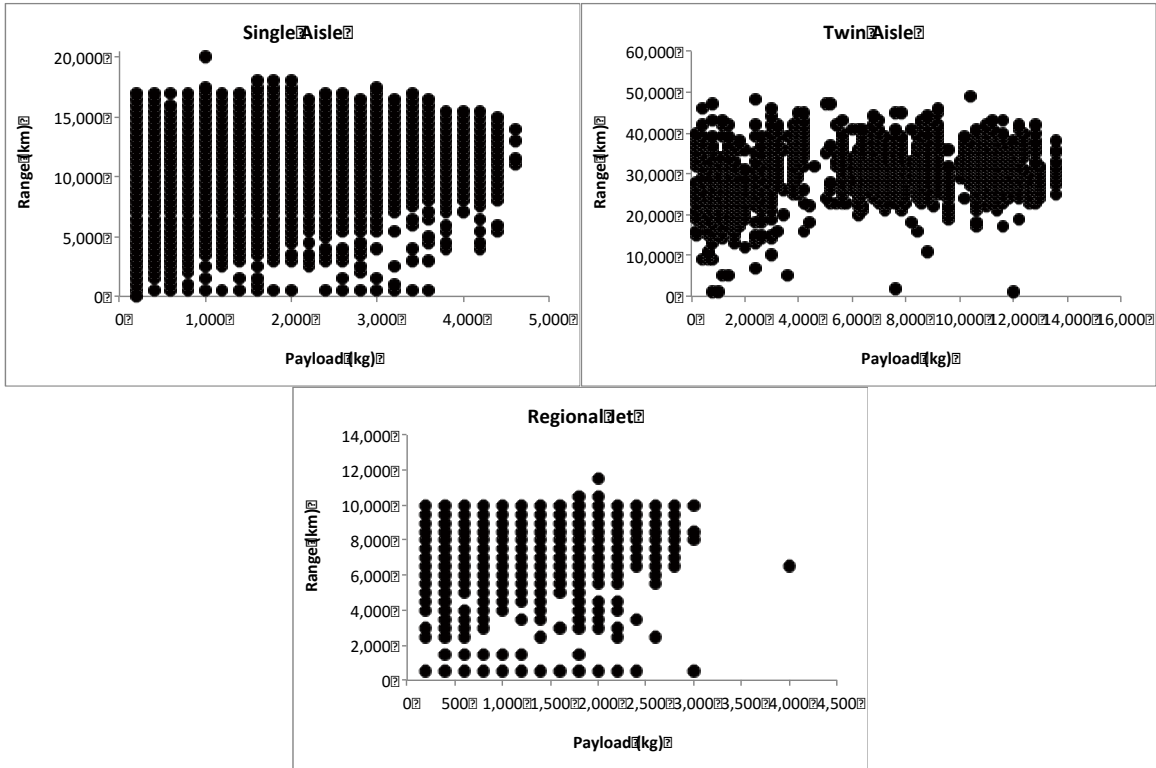 Single Aisle
20,000
15,000
10,000
5,000
0
Range (km)
0 1,000 2,000 3,000 4,000 5,000
Payload (kg)
Twin Aisle
60,000
50,000
40,000
30,000
20,000
10,000
0
Range (km)
0 2,000 4,000 6,000 8,000 10,000 12,000 14,000 16,000
Payload (kg)
Regional Jet
14,000
12,000
10,000
8,000
6,000
4,000
2,000
0
Range (km)
0 500 1,000 1,500 2,000 2,500 3,000 3,500 4,000 4,500
Payload (kg)